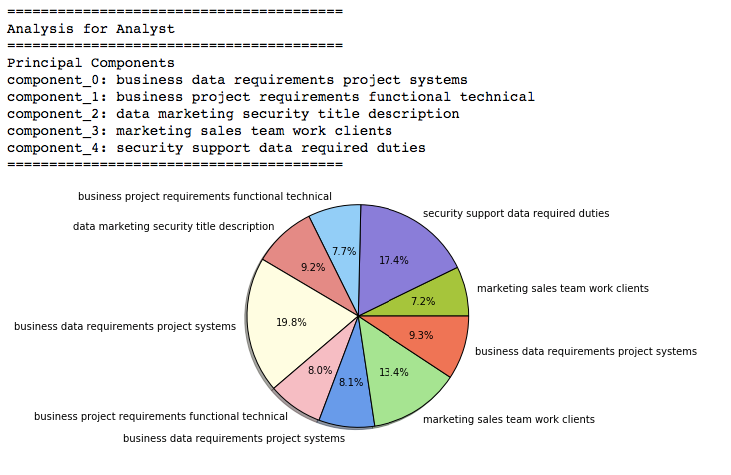 ========================================
Analysis for Analyst
========================================
Principal Components
component_0: business data requirements project systems
component_1: business project requirements functional technical
component_2: data marketing security title description
component_3: marketing sales team work clients
component_4: security support data required duties
========================================
business project requirements functional technical
security support data required duties
data marketing security title description
7.7%
17.4%
9.2%
marketing sales team work clients
7.2%
business data requirements project systems
19.8%
9.3%
business data requirements project systems
8.0%
8.1%
13.4%
business project requirements functional technical
marketing sales team work clients
business data requirements project systems